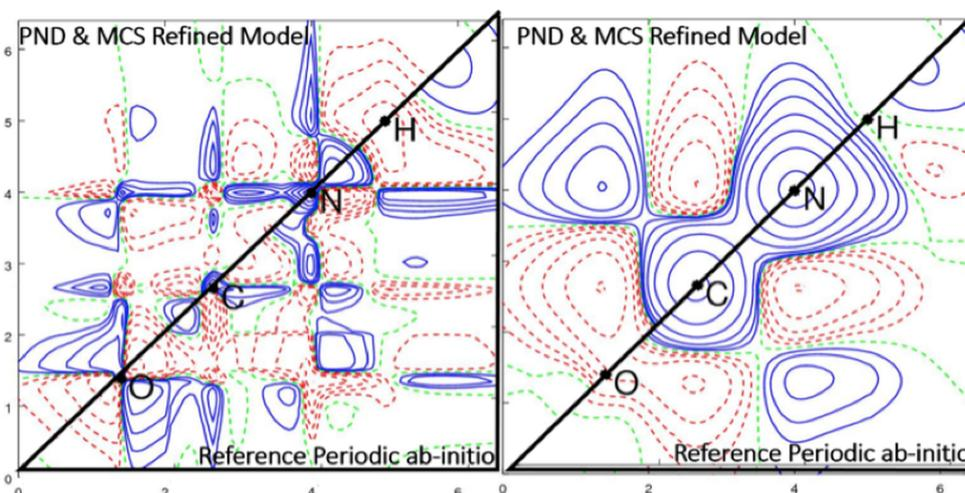 PND & MCS Refined Model
PND & MCS Refined Model
6
5
4
3
2
1
0
H
N
C
O
H
N
C
O
Reference Periodic ab-initio
Reference Periodic ab-initio
0 2 4 6
0 2 4 6